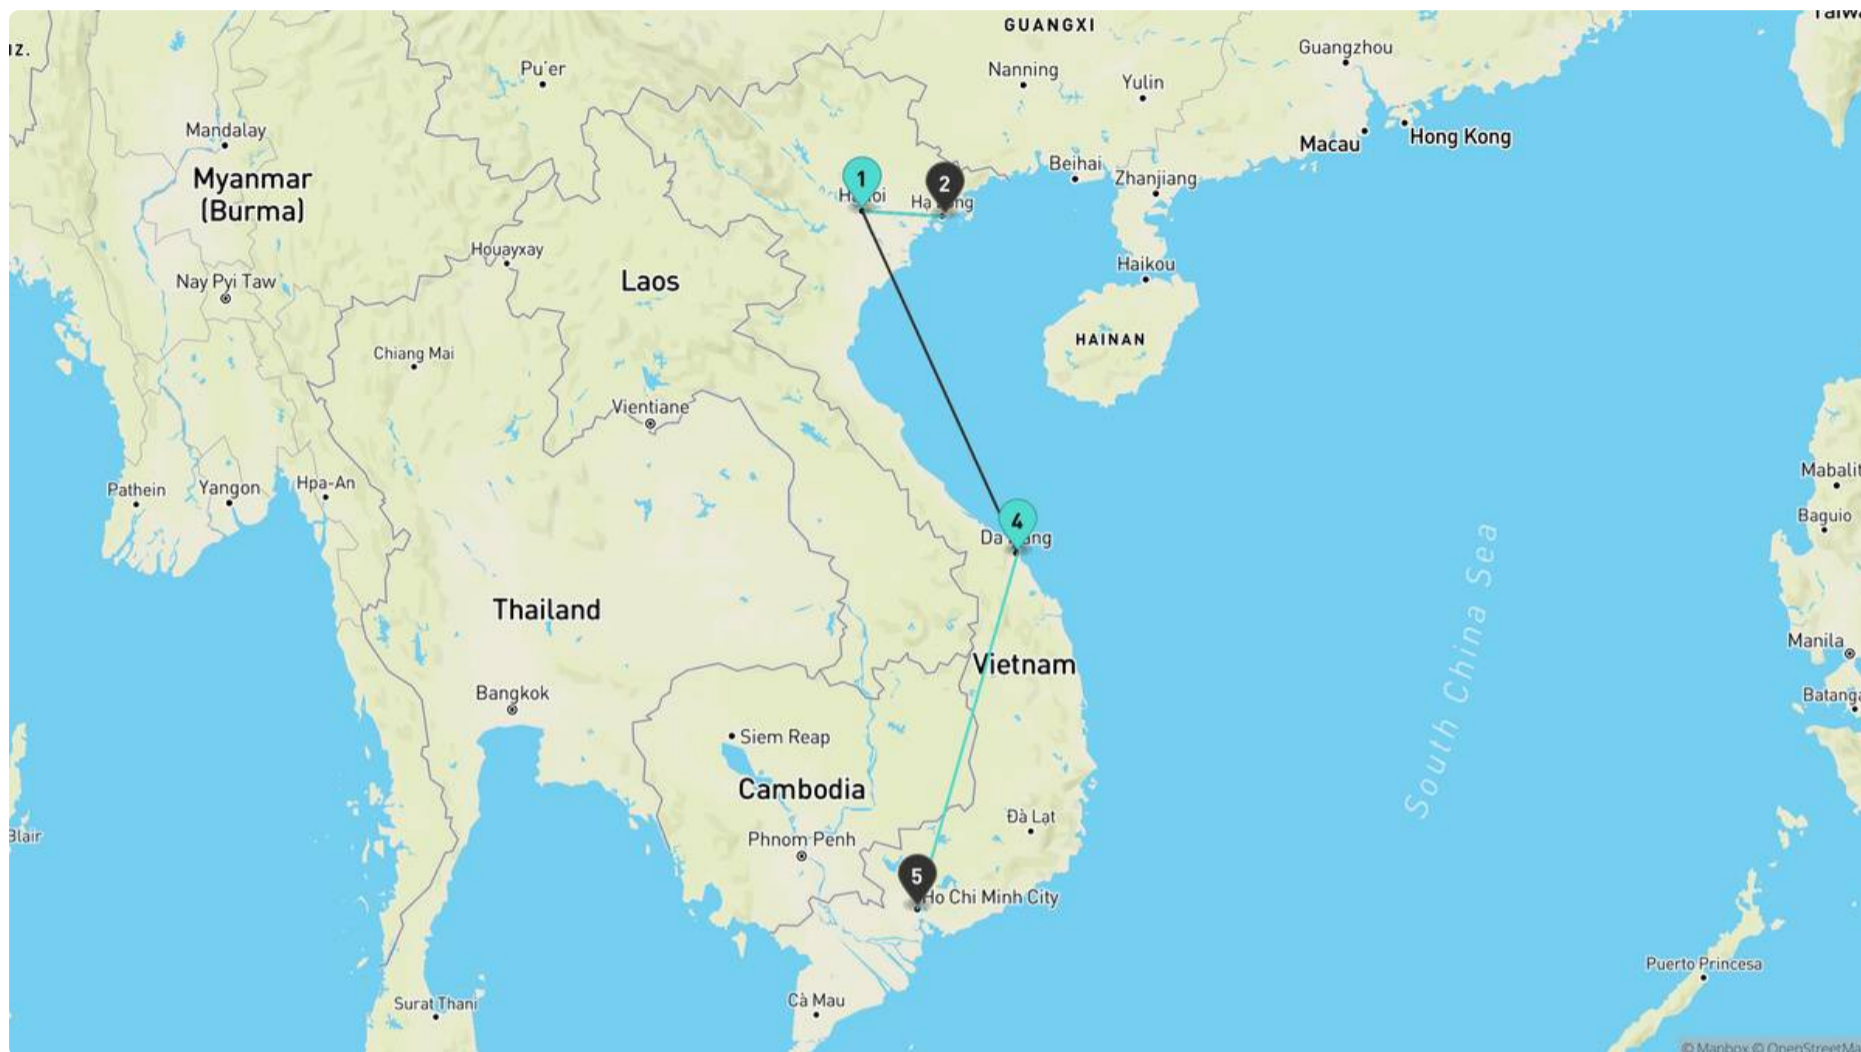 Taiwa
GUANGXI
IZ.
Guangzhou
Pu'er
Nanning
Yulin
Mandalay
Macau
Hong Kong
Beihai
Zhanjiang
Myanmar
(Burma)
1
2
Houayxay
Haikou
Laos
Nay Pyi Taw
HAINAN
Chiang Mai
Vientiane
Mabalit
Pathein
Yangon
Hpa-An
Baguio
4
South China Sea
Thailand
Manila
Vietnam
Bangkok
Batanga
Siem Reap
Cambodia
Đà Lạt
Blair
Phnom Penh
5
Ho Chi Minh City
Puerto Princesa
Surat Thani
Cà Mau
© Mapbox © OpenStreetMa